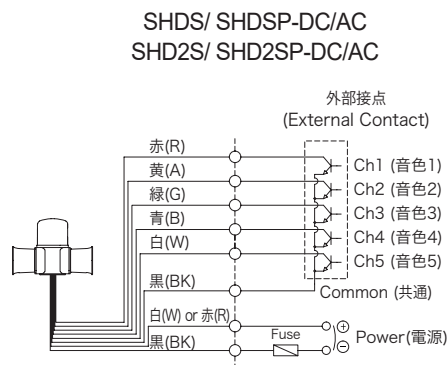 SHDS/ SHDSP-DC/AC
SHD2S/ SHD2SP-DC/AC
外部接点
(External Contact)
赤(R)
黄(A)
緑(G)
青(B)
白(W)
黒(BK)
白(W) or 赤(R)
黒(BK)
Ch1 (音色1)
Ch2 (音色2)
Ch3 (音色3)
Ch4 (音色4)
Ch5 (音色5)
Common (共通)
Fuse
⊕
⊖
Power(電源)